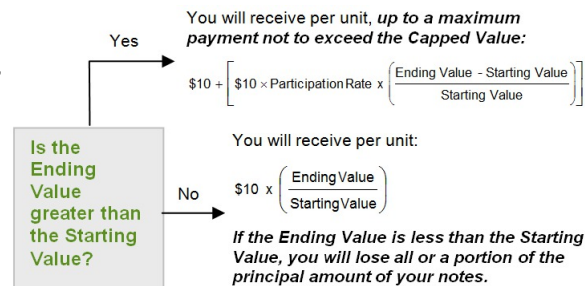 You will receive per unit, up to a maximum
payment not to exceed the Capped Value:
Yes
$10 + [ $10 × Participation Rate x ( Ending Value - Starting Value / Starting Value ) ]
Is the
Ending
Value
greater than
the Starting
Value?
You will receive per unit:
No
$10 x ( Ending Value / Starting Value )
If the Ending Value is less than the Starting
Value, you will lose all or a portion of the
principal amount of your notes.